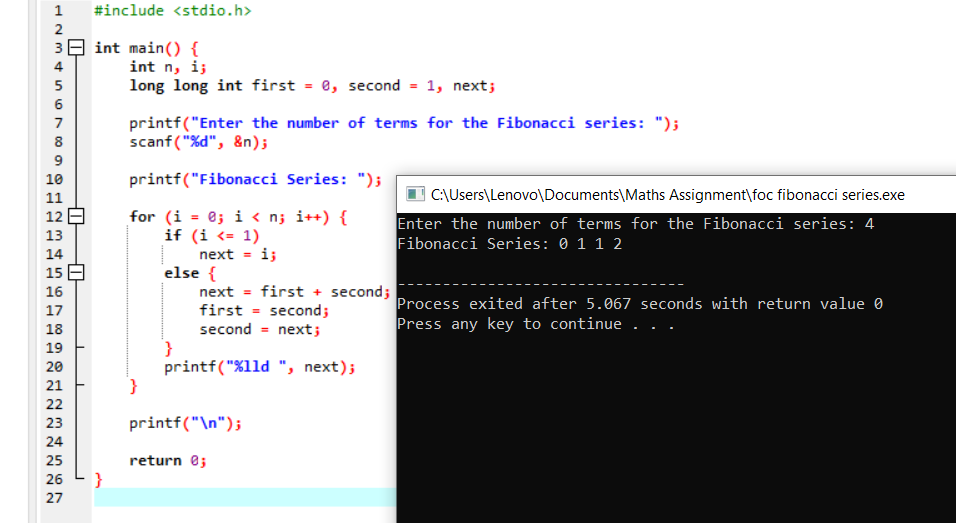 1 #include <stdio.h>
2
3 int main() {
4 int n, i;
5 long long int first = 0, second = 1, next;
6
7 printf("Enter the number of terms for the Fibonacci series: ");
8 scanf("%d", &n);
9
10 printf("Fibonacci Series: ");
11
12 for (i = 0; i < n; i++) {
13 if (i <= 1)
14 next = i;
15 else {
16 next = first + second;
17 first = second;
18 second = next;
19 }
20 printf("%lld ", next);
21 }
22
23 printf("\n");
24
25 return 0;
26 }
27
C:\Users\Lenovo\Documents\Maths Assignment\foc fibonacci series.exe
Enter the number of terms for the Fibonacci series: 4
Fibonacci Series: 0 1 1 2
--------------------------------
Process exited after 5.067 seconds with return value 0
Press any key to continue . . .